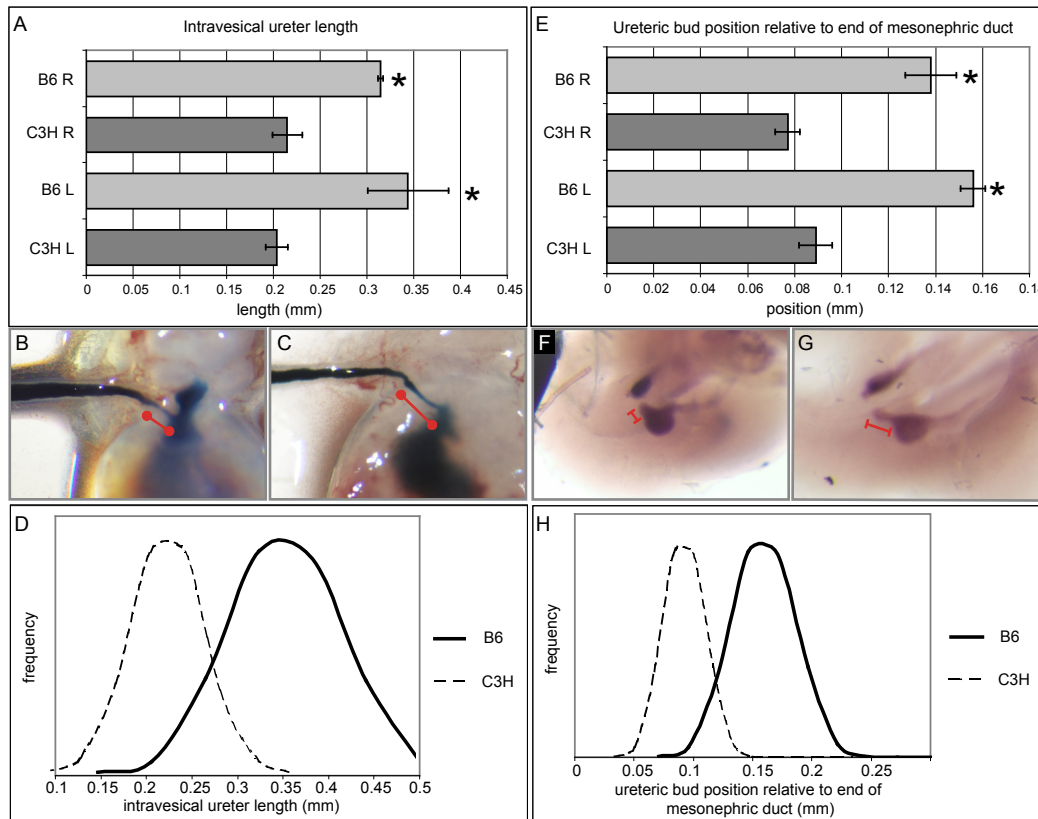 A
Intravesical ureter length
B6 R
C3H R
B6 L
C3H L
*
*
0 0.05 0.1 0.15 0.2 0.25 0.3 0.35 0.4 0.45
length (mm)
E
Ureteric bud position relative to end of mesonephric duct
B6 R
C3H R
B6 L
C3H L
*
*
0 0.02 0.04 0.06 0.08 0.1 0.12 0.14 0.16 0.18
position (mm)
B
C
F
G
D
frequency
B6
C3H
0.1 0.15 0.2 0.25 0.3 0.35 0.4 0.45 0.5
intravesical ureter length (mm)
H
frequency
B6
C3H
0 0.05 0.1 0.15 0.2 0.25
ureteric bud position relative to end of
mesonephric duct (mm)